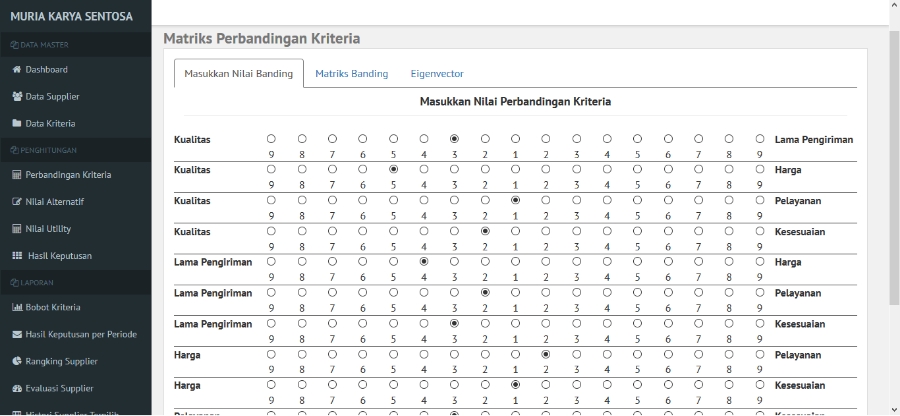 MURIA KARYA SENTOSA
DATA MASTER
Dashboard
Data Supplier
Data Kriteria
PENGHITUNGAN
Perbandingan Kriteria
Nilai Alternatif
Nilai Utility
Hasil Keputusan
LAPORAN
Bobot Kriteria
Hasil Keputusan per Periode
Rangking Supplier
Evaluasi Supplier
Histori Supplier Terpilih
Matriks Perbandingan Kriteria
Masukkan Nilai Banding Matriks Banding Eigenvector
Masukkan Nilai Perbandingan Kriteria
Kualitas Lama Pengiriman
9 8 7 6 5 4 3 2 1 2 3 4 5 6 7 8 9
Kualitas Harga
9 8 7 6 5 4 3 2 1 2 3 4 5 6 7 8 9
Kualitas Pelayanan
9 8 7 6 5 4 3 2 1 2 3 4 5 6 7 8 9
Kualitas Kesesuaian
9 8 7 6 5 4 3 2 1 2 3 4 5 6 7 8 9
Lama Pengiriman Harga
9 8 7 6 5 4 3 2 1 2 3 4 5 6 7 8 9
Lama Pengiriman Pelayanan
9 8 7 6 5 4 3 2 1 2 3 4 5 6 7 8 9
Lama Pengiriman Kesesuaian
9 8 7 6 5 4 3 2 1 2 3 4 5 6 7 8 9
Harga Pelayanan
9 8 7 6 5 4 3 2 1 2 3 4 5 6 7 8 9
Harga Kesesuaian
9 8 7 6 5 4 3 2 1 2 3 4 5 6 7 8 9
Pelayanan Kesesuaian